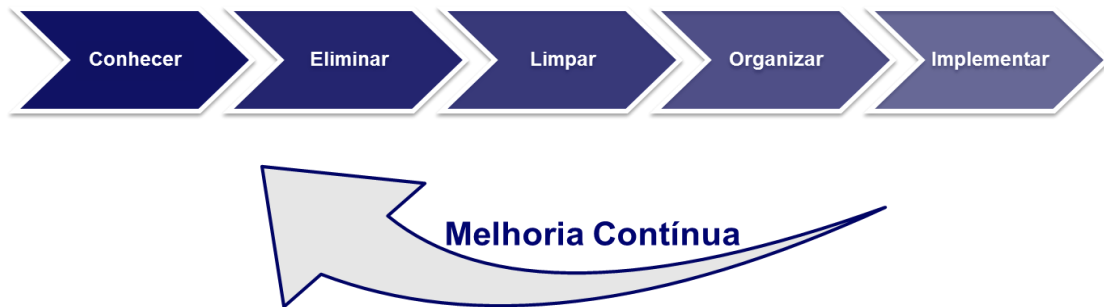 Conhecer
Eliminar
Limpar
Organizar
Implementar
Melhoria Contínua